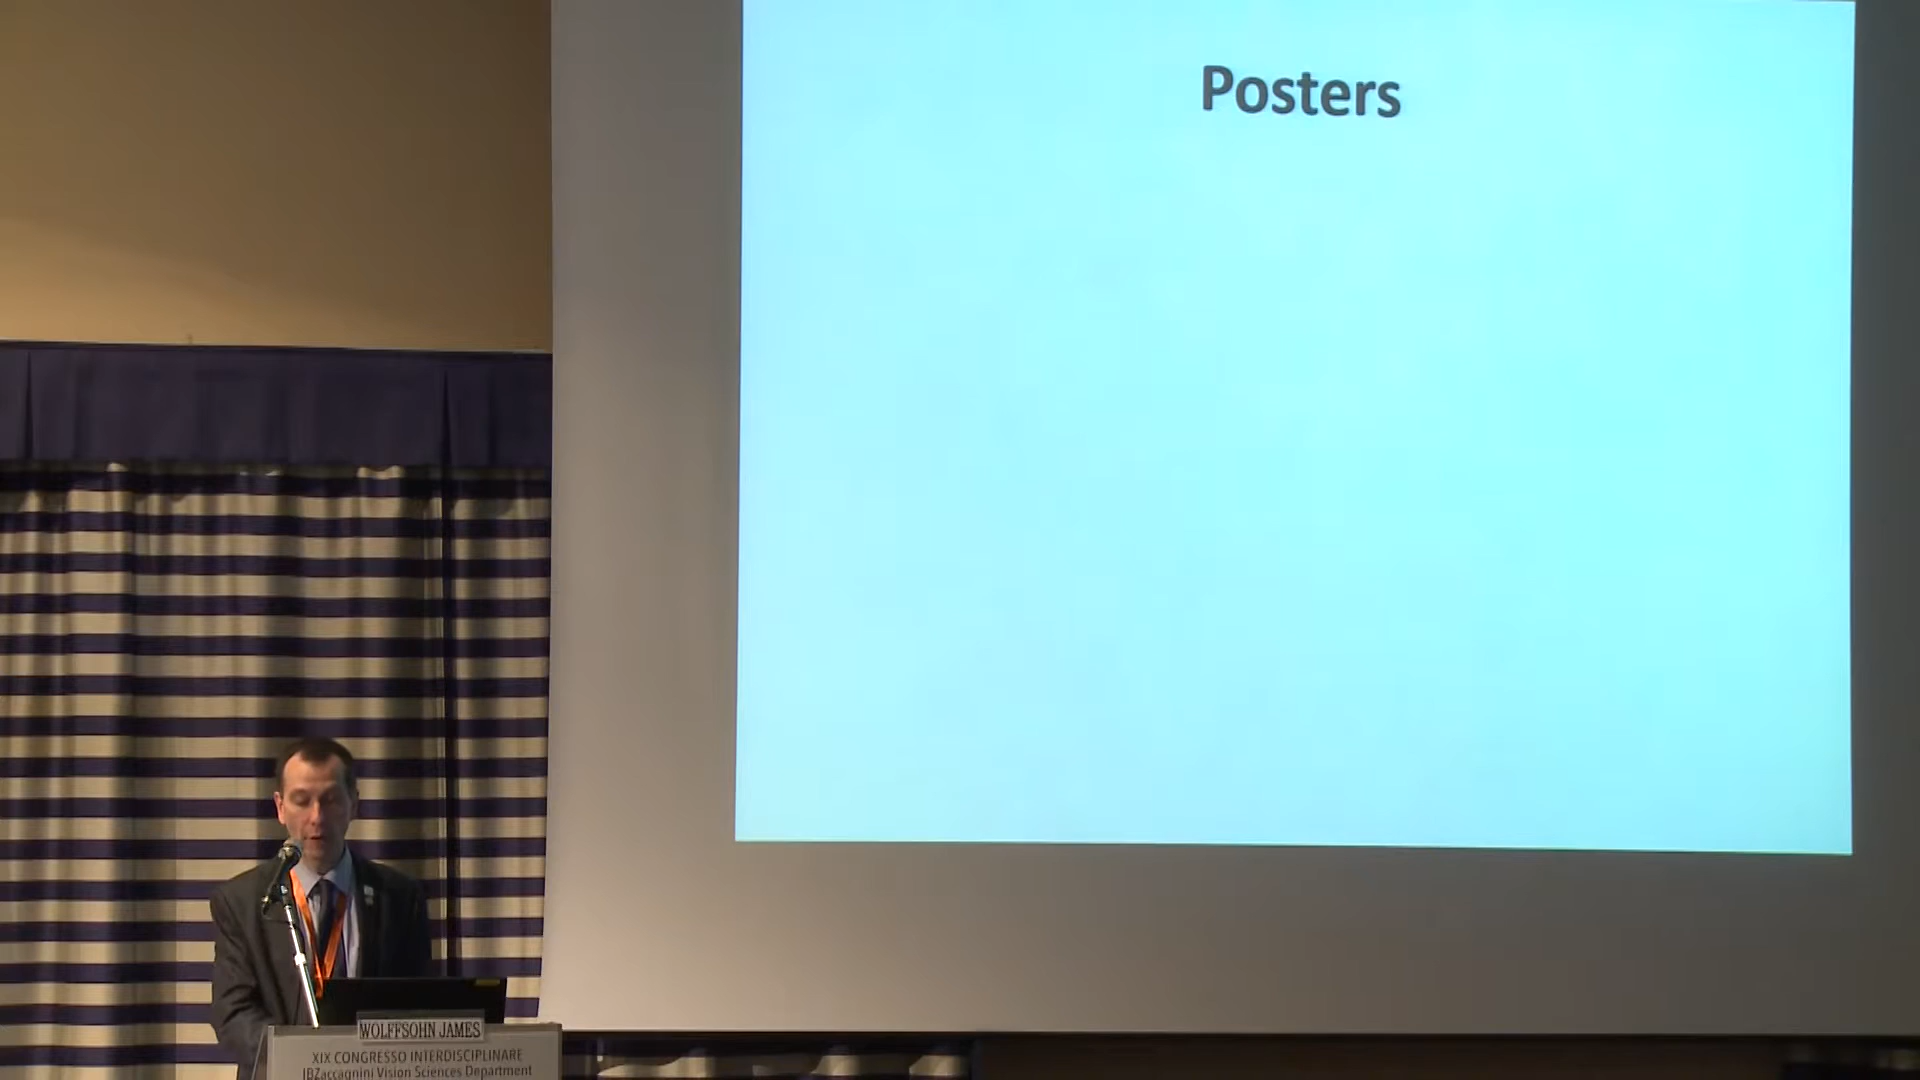 Posters
WOLFFSOHN JAMES
XIX CONGRESSO INTERDISCIPLINARE
IBZaccagnini Vision Sciences Department